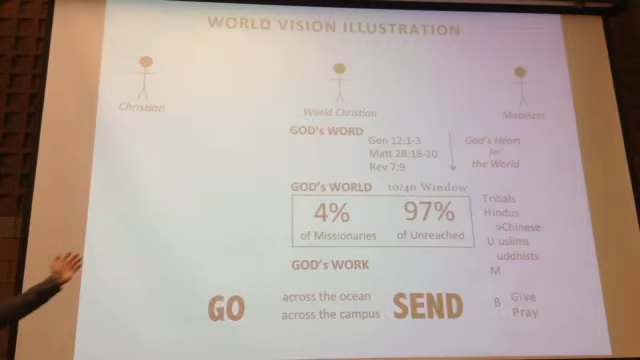 WORLD VISION ILLUSTRATION
Christian
World Christian
GOD's WORD
Gen 12:1-3
Matt 28:18-20
Rev 7:9
God's Heart
for
the World
GOD's WORLD
10/40 Window
4%
of Missionaries
97%
of Unreached
Tribals
Hindus
>Chinese
U uslims
uddhists
M
B
GOD's WORK
GO
across the ocean
across the campus
SEND
Give
Pray